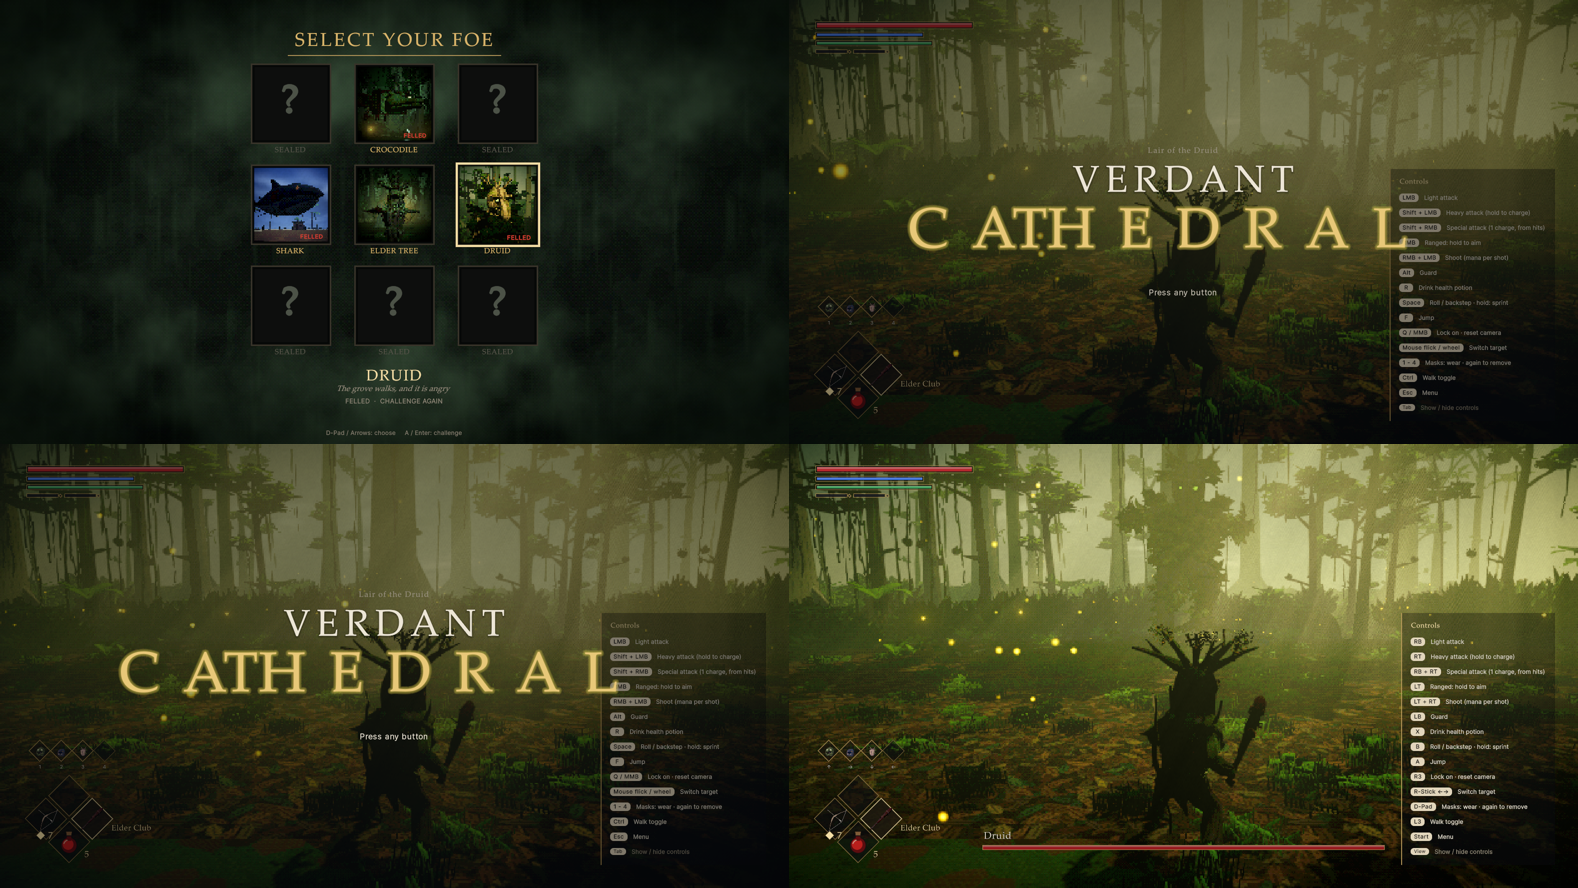 SELECT YOUR FOE
?
?
FELLED
SEALED
CROCODILE
SEALED
FELLED
FELLED
SHARK
ELDER TREE
DRUID
?
?
?
SEALED
SEALED
SEALED
DRUID
The grove walks, and it is angry
FELLED · CHALLENGE AGAIN
D-Pad / Arrows: choose A / Enter: challenge
Lair of the Druid
VERDANT
CATHEDRAL
Press any button
1 2 3
7
5
Elder Club
Controls
LMB Light attack
Shift + LMB Heavy attack (hold to charge)
Shift + RMB Special attack (1 charge, from hits)
MB Ranged: hold to aim
RMB + LMB Shoot (mana per shot)
Alt Guard
R Drink health potion
Space Roll / backstep · hold: sprint
F Jump
Q / MMB Lock on · reset camera
Mouse flick / wheel Switch target
1 - 4 Masks: wear · again to remove
Ctrl Walk toggle
Esc Menu
Tab Show / hide controls
Lair of the Druid
VERDANT
CATHEDRAL
Press any button
7
5
Elder Club
Controls
LMB Light attack
Shift + LMB Heavy attack (hold to charge)
Shift + RMB Special attack (1 charge, from hits)
MB Ranged: hold to aim
RMB + LMB Shoot (mana per shot)
Alt Guard
R Drink health potion
Space Roll / backstep · hold: sprint
F Jump
Q / MMB Lock on · reset camera
Mouse flick / wheel Switch target
1 - 4 Masks: wear · again to remove
Ctrl Walk toggle
Esc Menu
Tab Show / hide controls
7
5
Elder Club
Druid
Controls
RB Light attack
RT Heavy attack (hold to charge)
RB + RT Special attack (1 charge, from hits)
LT Ranged: hold to aim
LT + RT Shoot (mana per shot)
LB Guard
X Drink health potion
B Roll / backstep · hold: sprint
A Jump
R3 Lock on · reset camera
R-Stick ←→ Switch target
D-Pad Masks: wear · again to remove
L3 Walk toggle
Start Menu
View Show / hide controls